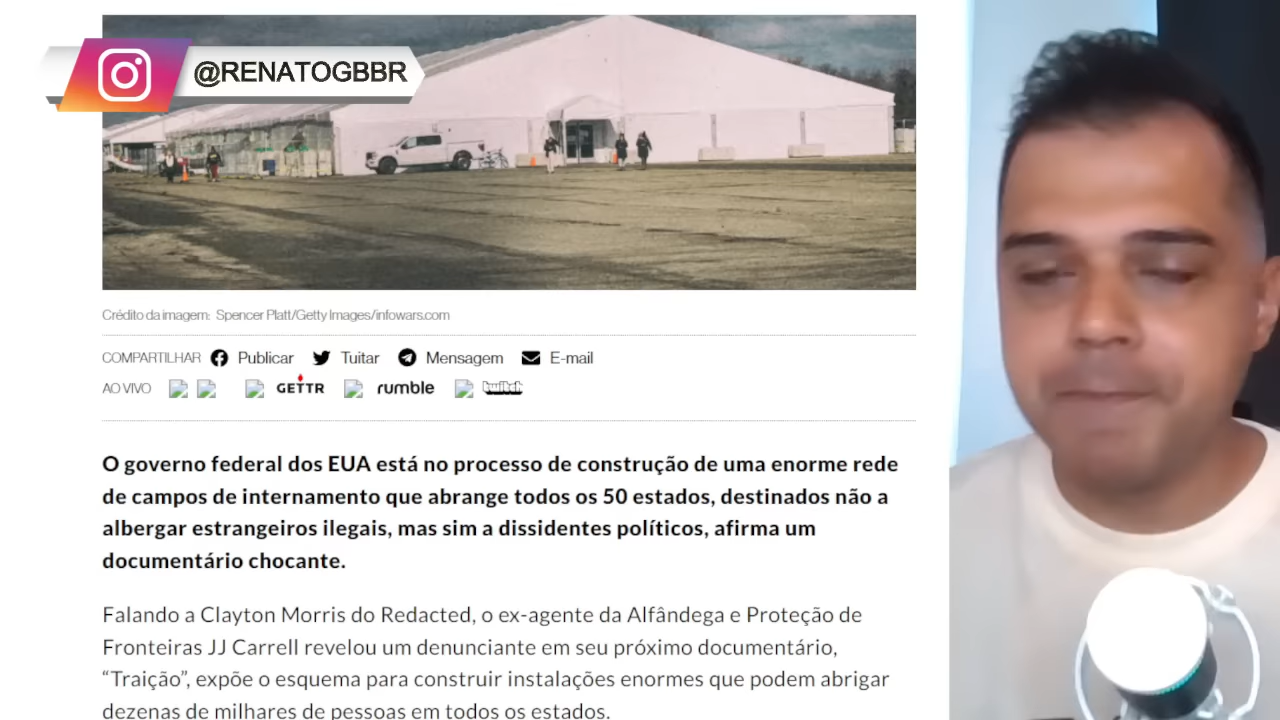 @RENATOGBBR
Crédito da imagem: Spencer Platt/Getty Images/infowars.com
COMPARTILHAR Publicar Tuitar Mensagem E-mail
AO VIVO GETTR rumble twitch
O governo federal dos EUA está no processo de construção de uma enorme rede
de campos de internamento que abrange todos os 50 estados, destinados não a
albergar estrangeiros ilegais, mas sim a dissidentes políticos, afirma um
documentário chocante.
Falando a Clayton Morris do Redacted, o ex-agente da Alfândega e Proteção de
Fronteiras JJ Carrell revelou um denunciante em seu próximo documentário,
“Traição”, expõe o esquema para construir instalações enormes que podem abrigar
dezenas de milhares de pessoas em todos os estados.